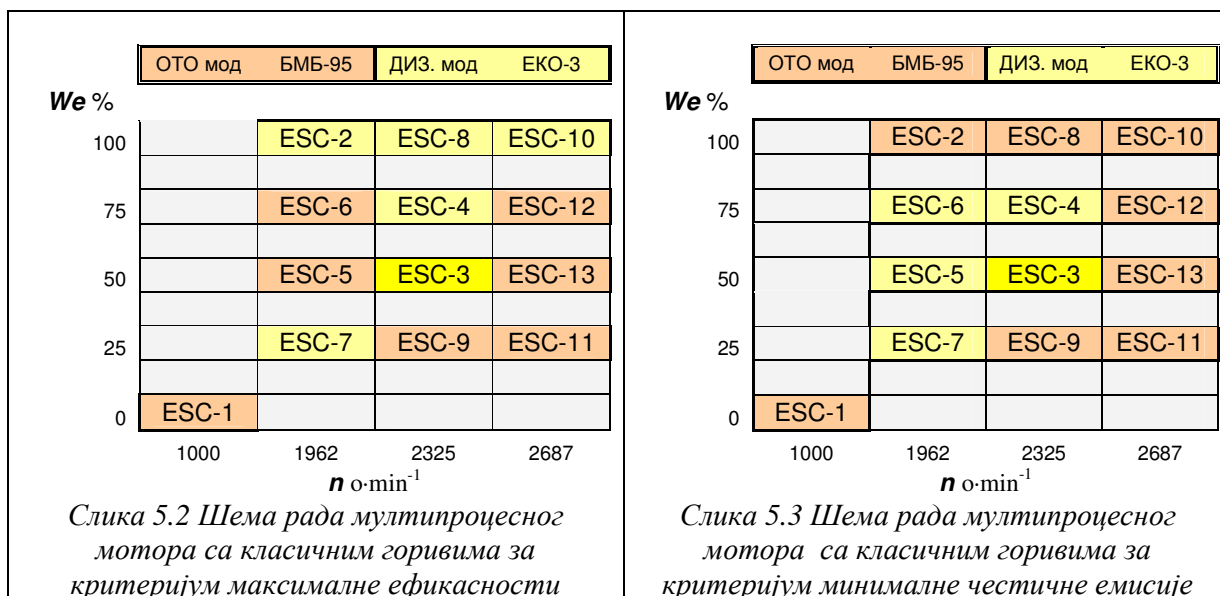 ОТО мод БМБ-95 ДИЗ. мод ЕКО-3
We %
100 ESC-2 ESC-8 ESC-10
75 ESC-6 ESC-4 ESC-12
50 ESC-5 ESC-3 ESC-13
25 ESC-7 ESC-9 ESC-11
0 ESC-1
1000 1962 2325 2687
n o·min-1
Слика 5.2 Шема рада мултипроцесног
мотора са класичним горивима за
критеријум максималне ефикасности
ОТО мод БМБ-95 ДИЗ. мод ЕКО-3
We %
100 ESC-2 ESC-8 ESC-10
75 ESC-6 ESC-4 ESC-12
50 ESC-5 ESC-3 ESC-13
25 ESC-7 ESC-9 ESC-11
0 ESC-1
1000 1962 2325 2687
n o·min-1
Слика 5.3 Шема рада мултипроцесног
мотора са класичним горивима за
критеријум минималне честичне емисије